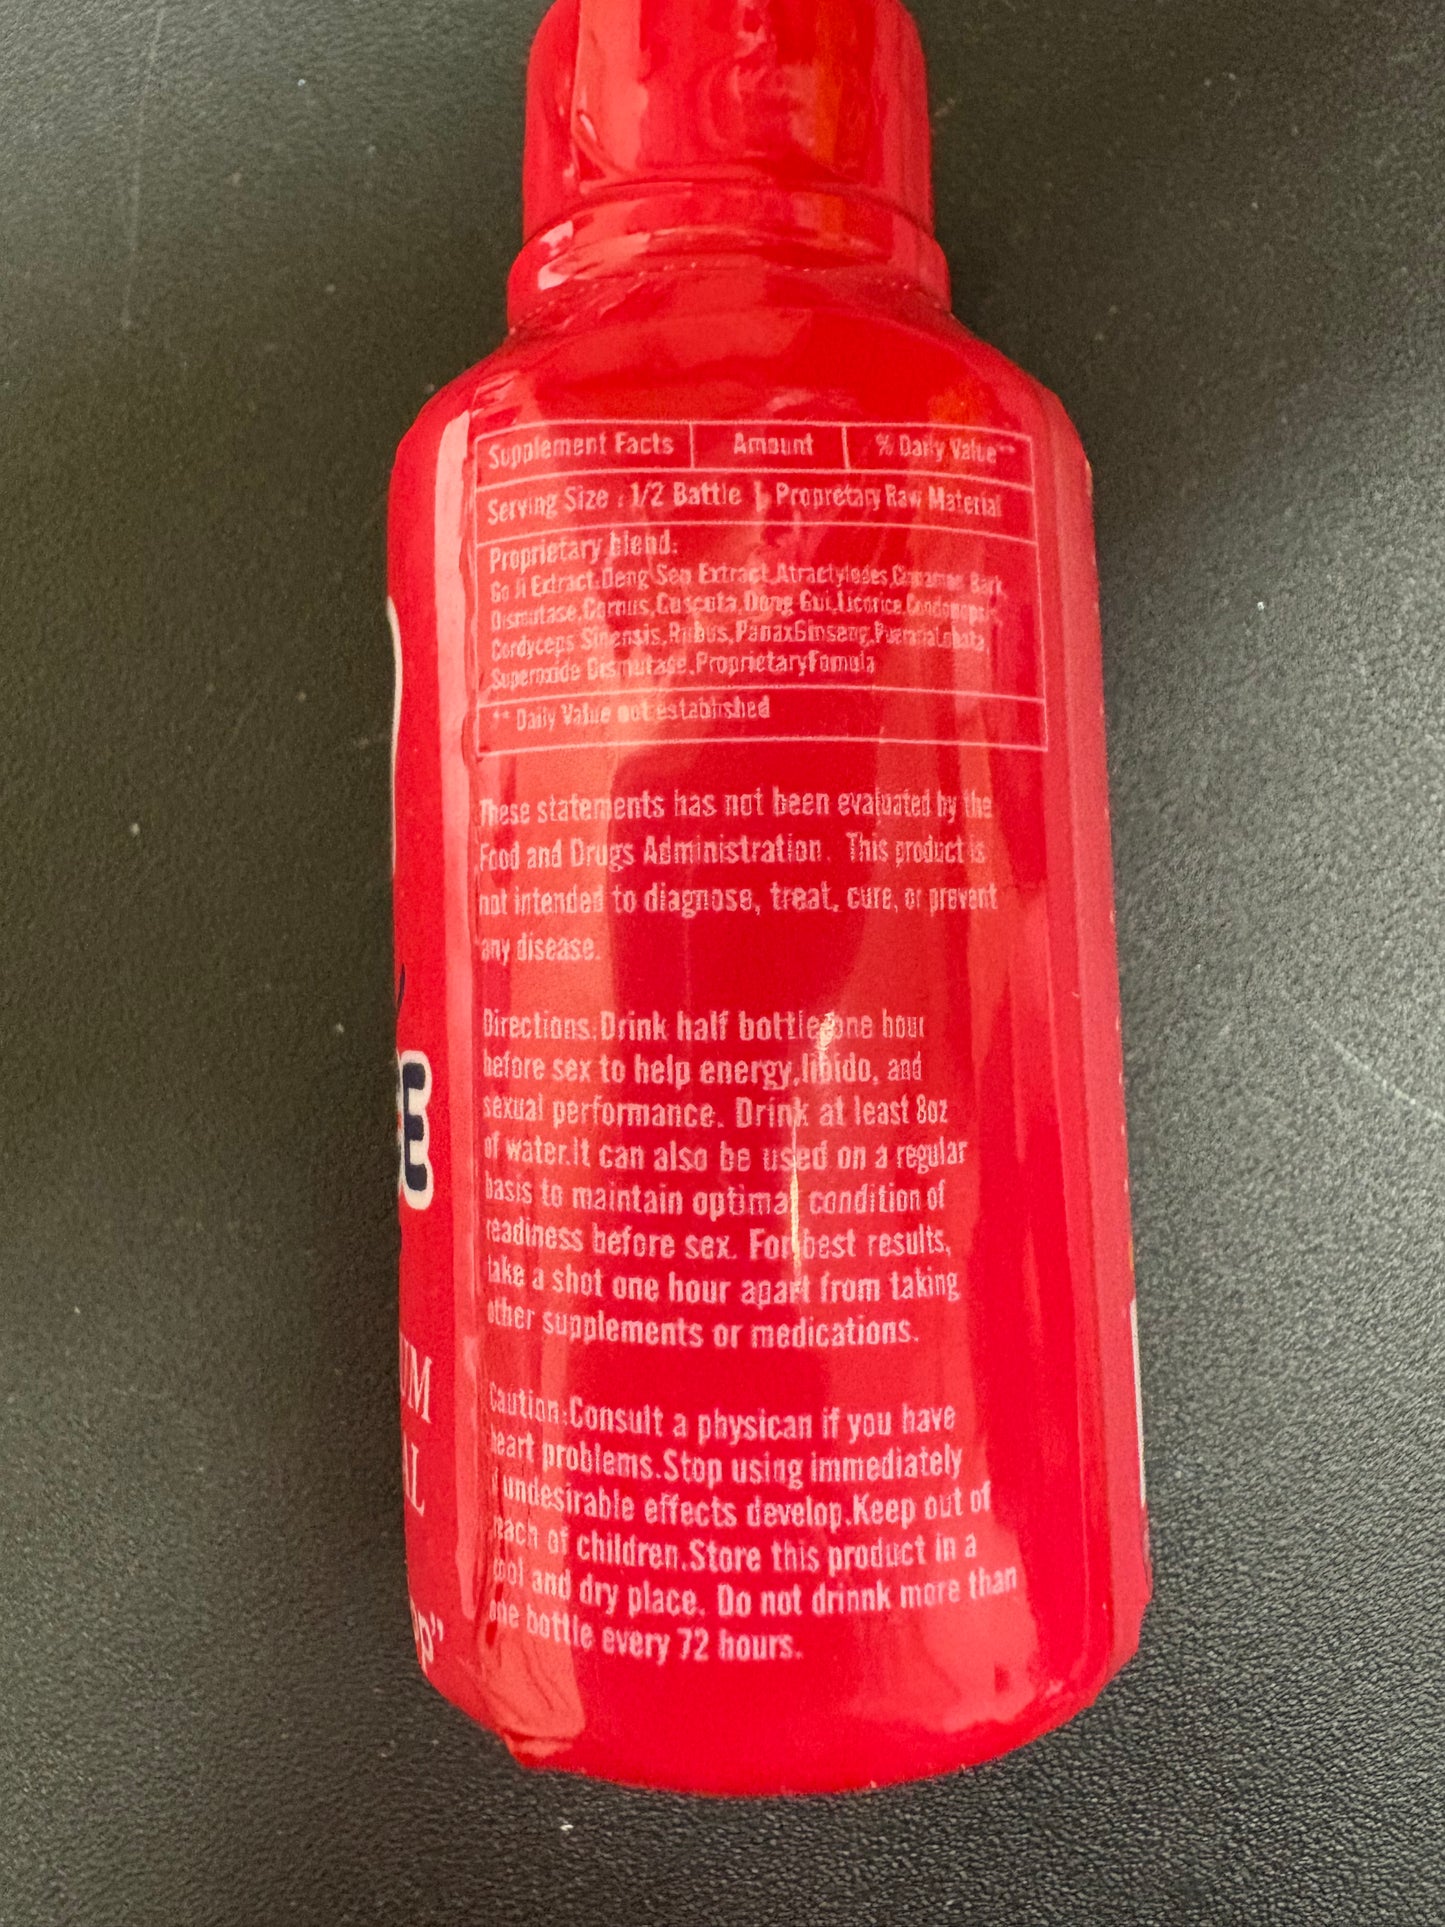 Supplement Facts Amount % Daily Value**
Serving Size : 1/2 Battle | Propretary Raw Material
Proprietary blend:
Go Ji Extract.Deng Sen Extract.Atractylodes,Cinnamon Bark,
Dismutase.Cornus,Cuscuta,Dong Gui,Licorice,
Cordyceps Sinensis,Rubus,PanaxGinseng,
Superoxide Dismutase.ProprietaryFomula
** Daily Value not established
These statements has not been evaluated by the
Food and Drugs Administration. This product is
not intended to diagnose, treat, cure, or prevent
any disease.
Directions:Drink half bottle one hour
before sex to help energy,libido, and
sexual performance. Drink at least 8oz
of water.It can also be used on a regular
basis to maintain optimal condition of
readiness before sex. For best results,
take a shot one hour apart from taking
other supplements or medications.
Caution:Consult a physican if you have
heart problems.Stop using immediately
if undesirable effects develop.Keep out of
reach of children.Store this product in a
cool and dry place. Do not drinnk more than
one bottle every 72 hours.
E
UM
AL
op"